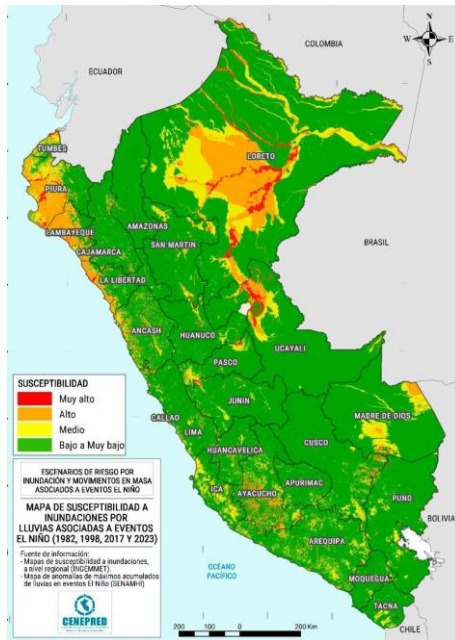 COLOMBIA
N
W
E
S
ECUADOR
TUMBES
LORETO
PIURA
LAMBAYEQUE
AMAZONAS
BRASIL
CAJAMARCA
SAN MARTIN
LA LIBERTAD
ANCASH
HUANUCO
UCAYALI
PASCO
SUSCEPTIBILIDAD
Muy alto
Alto
Medio
Bajo a Muy bajo
JUNIN
MADRE DE DIOS
CALLAO
LIMA
CUSCO
HUANCAVELICA
ICA
AYACUCHO
APURIMAC
PUNO
BOLIVIA
AREQUIPA
MOQUEGUA
TACNA
CHILE
OCÉANO
PACÍFICO
ESCENARIOS DE RIESGO POR
INUNDACIÓN Y MOVIMIENTOS EN MASA
ASOCIADOS A EVENTOS EL NIÑO
MAPA DE SUSCEPTIBILIDAD A
INUNDACIONES POR
LLUVIAS ASOCIADAS A EVENTOS
EL NIÑO (1982, 1998, 2017 Y 2023)
Fuente de información:
- Mapas de susceptibilidad a inundaciones,
a nivel regional (INGEMMET).
- Mapa de anomalías de máximos acumulados
de lluvias en eventos El Niño (SENAMHI)
CENEPRED
200
0
200 Km